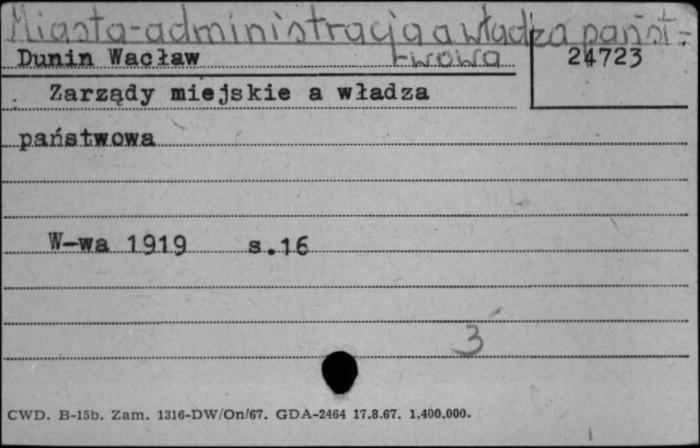 Miasta-administracja a władza państ-
Dunin Wacław
-wowa
24723
Zarządy miejskie a władza
państwowa
W-wa 1919 s.16
3
CWD. B-15b. Zam. 1316-DW/On/67. GDA-2464 17.8.67. 1.400.000.